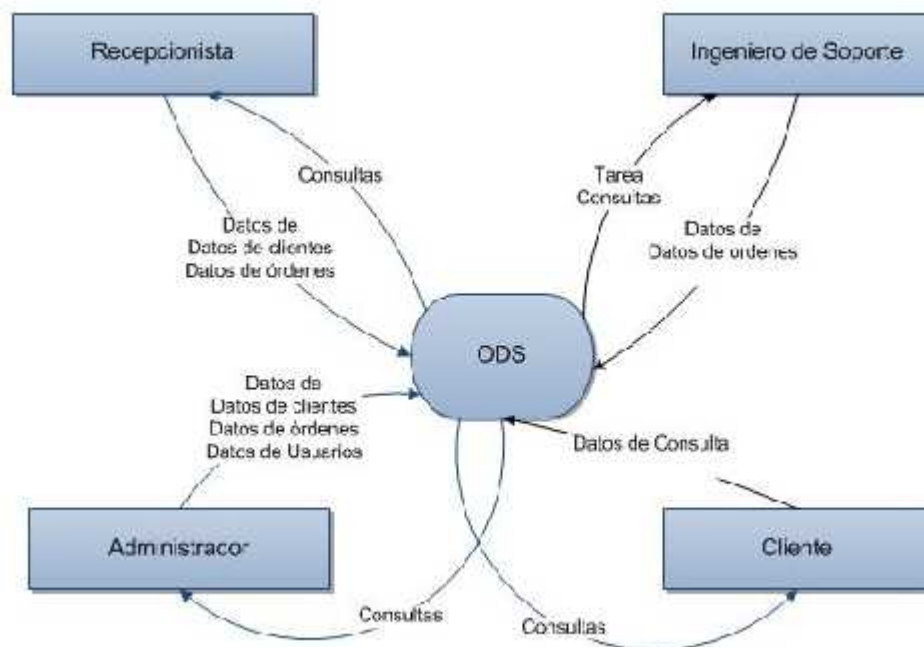 Recepcionista
Ingeniero de Soporte
Consultas
Tarea
Consultas
Datos de
Datos de clientes
Datos de órdenes
Datos de
Datos de ordenes
ODS
Datos de
Datos de clientes
Datos de órdenes
Datos de Usuarios
Datos de Consulta
Administrador
Cliente
Consultas
Consultas